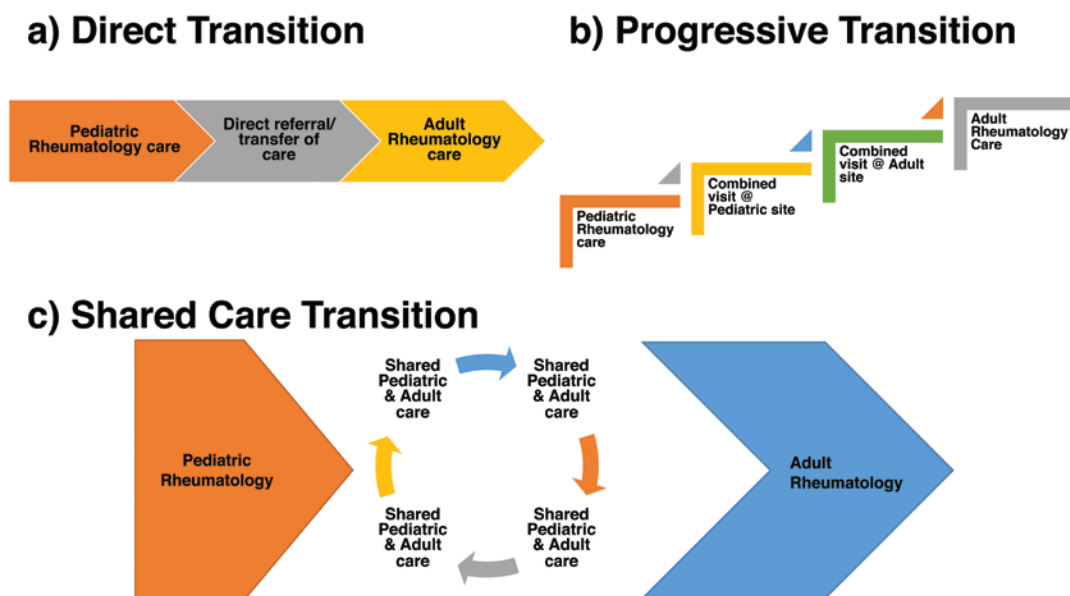 a) Direct Transition
Pediatric
Rheumatology care
Direct referral/
transfer of
care
Adult
Rheumatology
care
b) Progressive Transition
Pediatric
Rheumatology
care
Combined
visit @
Pediatric site
Combined
visit @ Adult
site
Adult
Rheumatology
Care
c) Shared Care Transition
Pediatric
Rheumatology
Shared
Pediatric
& Adult
care
Shared
Pediatric
& Adult
care
Shared
Pediatric
& Adult
care
Shared
Pediatric
& Adult
care
Adult
Rheumatology